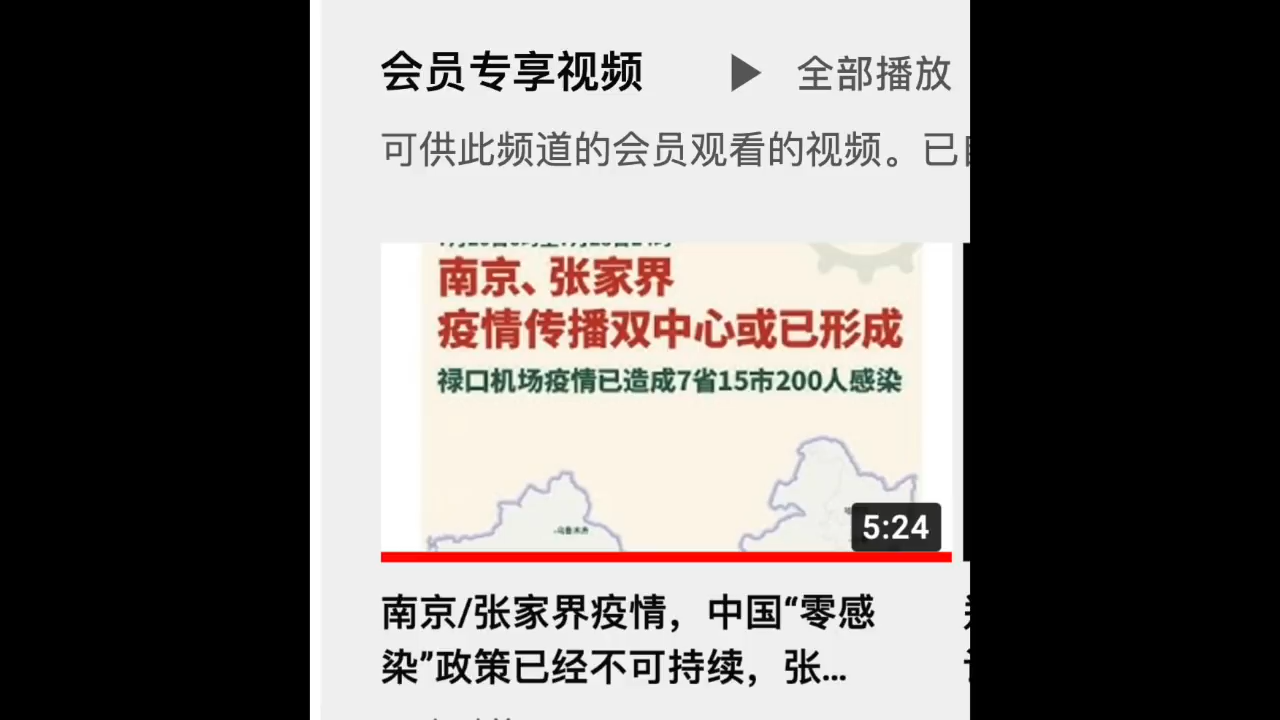 会员专享视频
全部播放
可供此频道的会员观看的视频。已
南京、张家界
疫情传播双中心或已形成
禄口机场疫情已造成7省15市200人感染
乌鲁木齐
5:24
南京/张家界疫情，中国“零感
染”政策已经不可持续，张...